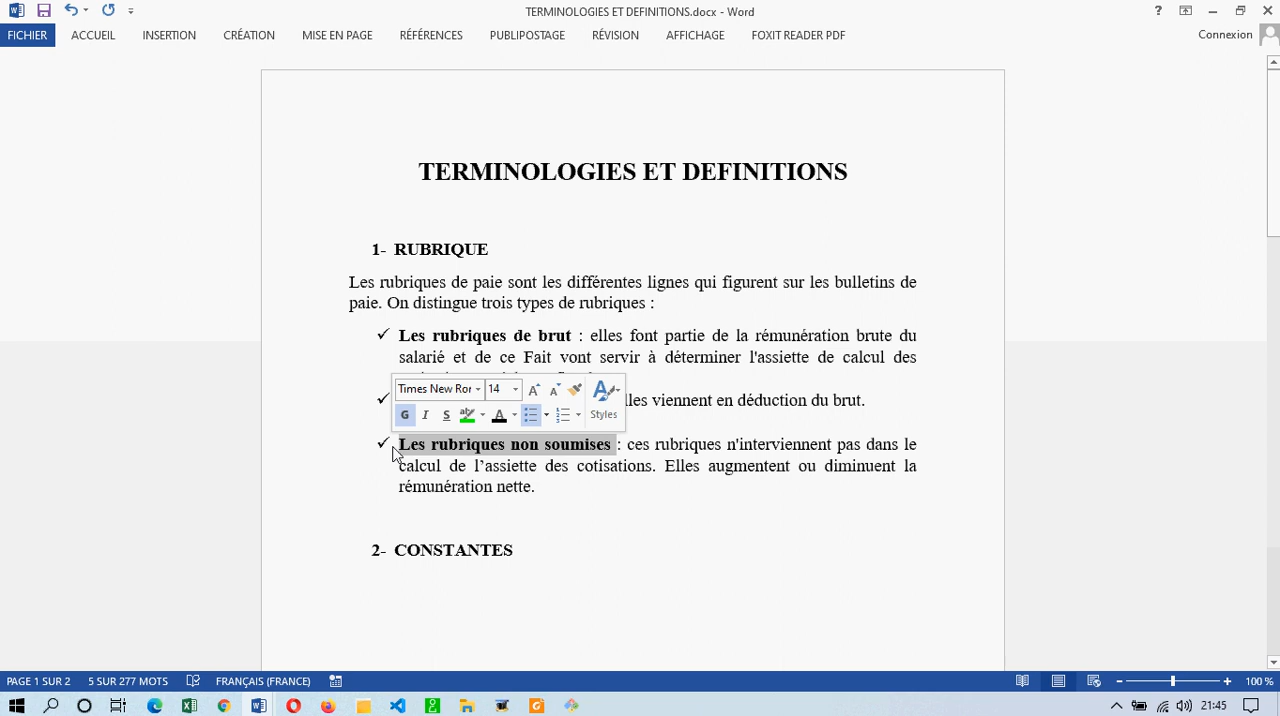 TERMINOLOGIES ET DEFINITIONS.docx - Word
?
FICHIER ACCUEIL INSERTION CRÉATION MISE EN PAGE RÉFÉRENCES PUBLIPOSTAGE RÉVISION AFFICHAGE FOXIT READER PDF Connexion
TERMINOLOGIES ET DEFINITIONS
1- RUBRIQUE
Les rubriques de paie sont les différentes lignes qui figurent sur les bulletins de
paie. On distingue trois types de rubriques :
✓ Les rubriques de brut : elles font partie de la rémunération brute du
salarié et de ce Fait vont servir à déterminer l'assiette de calcul des
Times New Ror 14 A A
lles viennent en déduction du brut.
G I S aby A Styles
✓ Les rubriques non soumises : ces rubriques n'interviennent pas dans le
calcul de l’assiette des cotisations. Elles augmentent ou diminuent la
rémunération nette.
2- CONSTANTES
PAGE 1 SUR 2 5 SUR 277 MOTS FRANÇAIS (FRANCE) 100 %
21:45